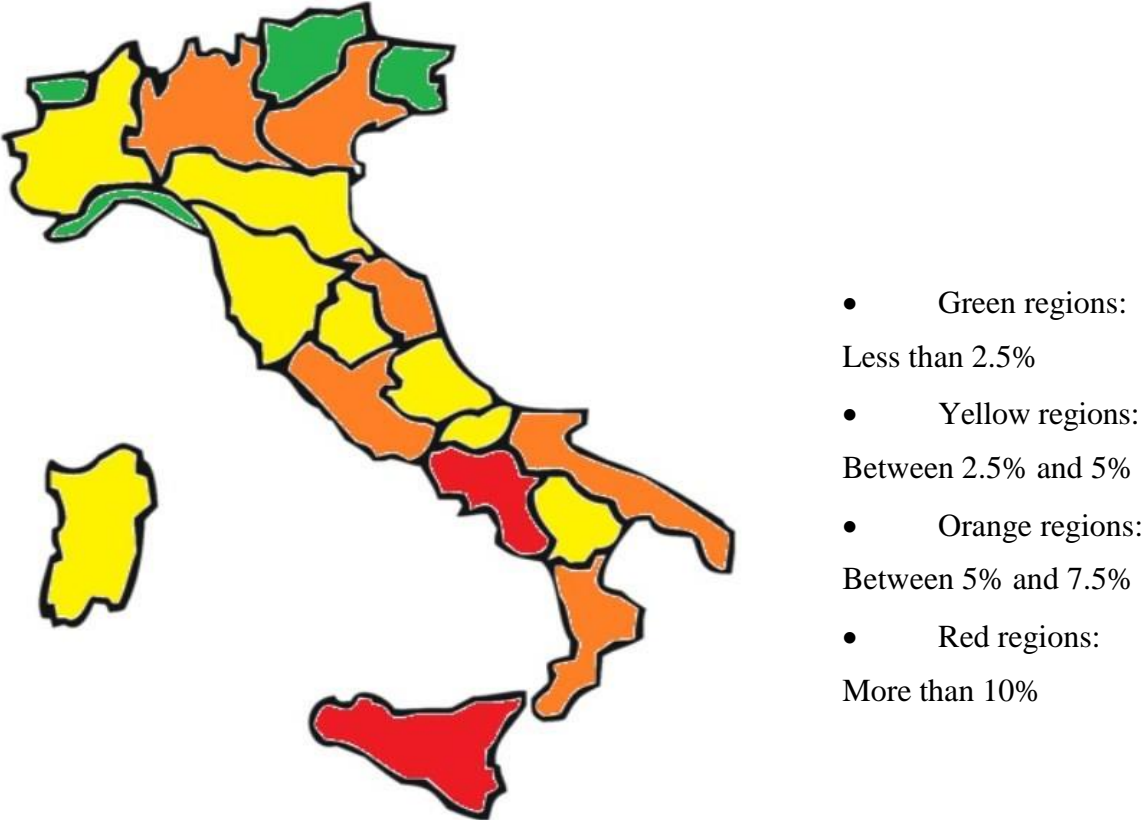 • Green regions:
Less than 2.5%
• Yellow regions:
Between 2.5% and 5%
• Orange regions:
Between 5% and 7.5%
• Red regions:
More than 10%